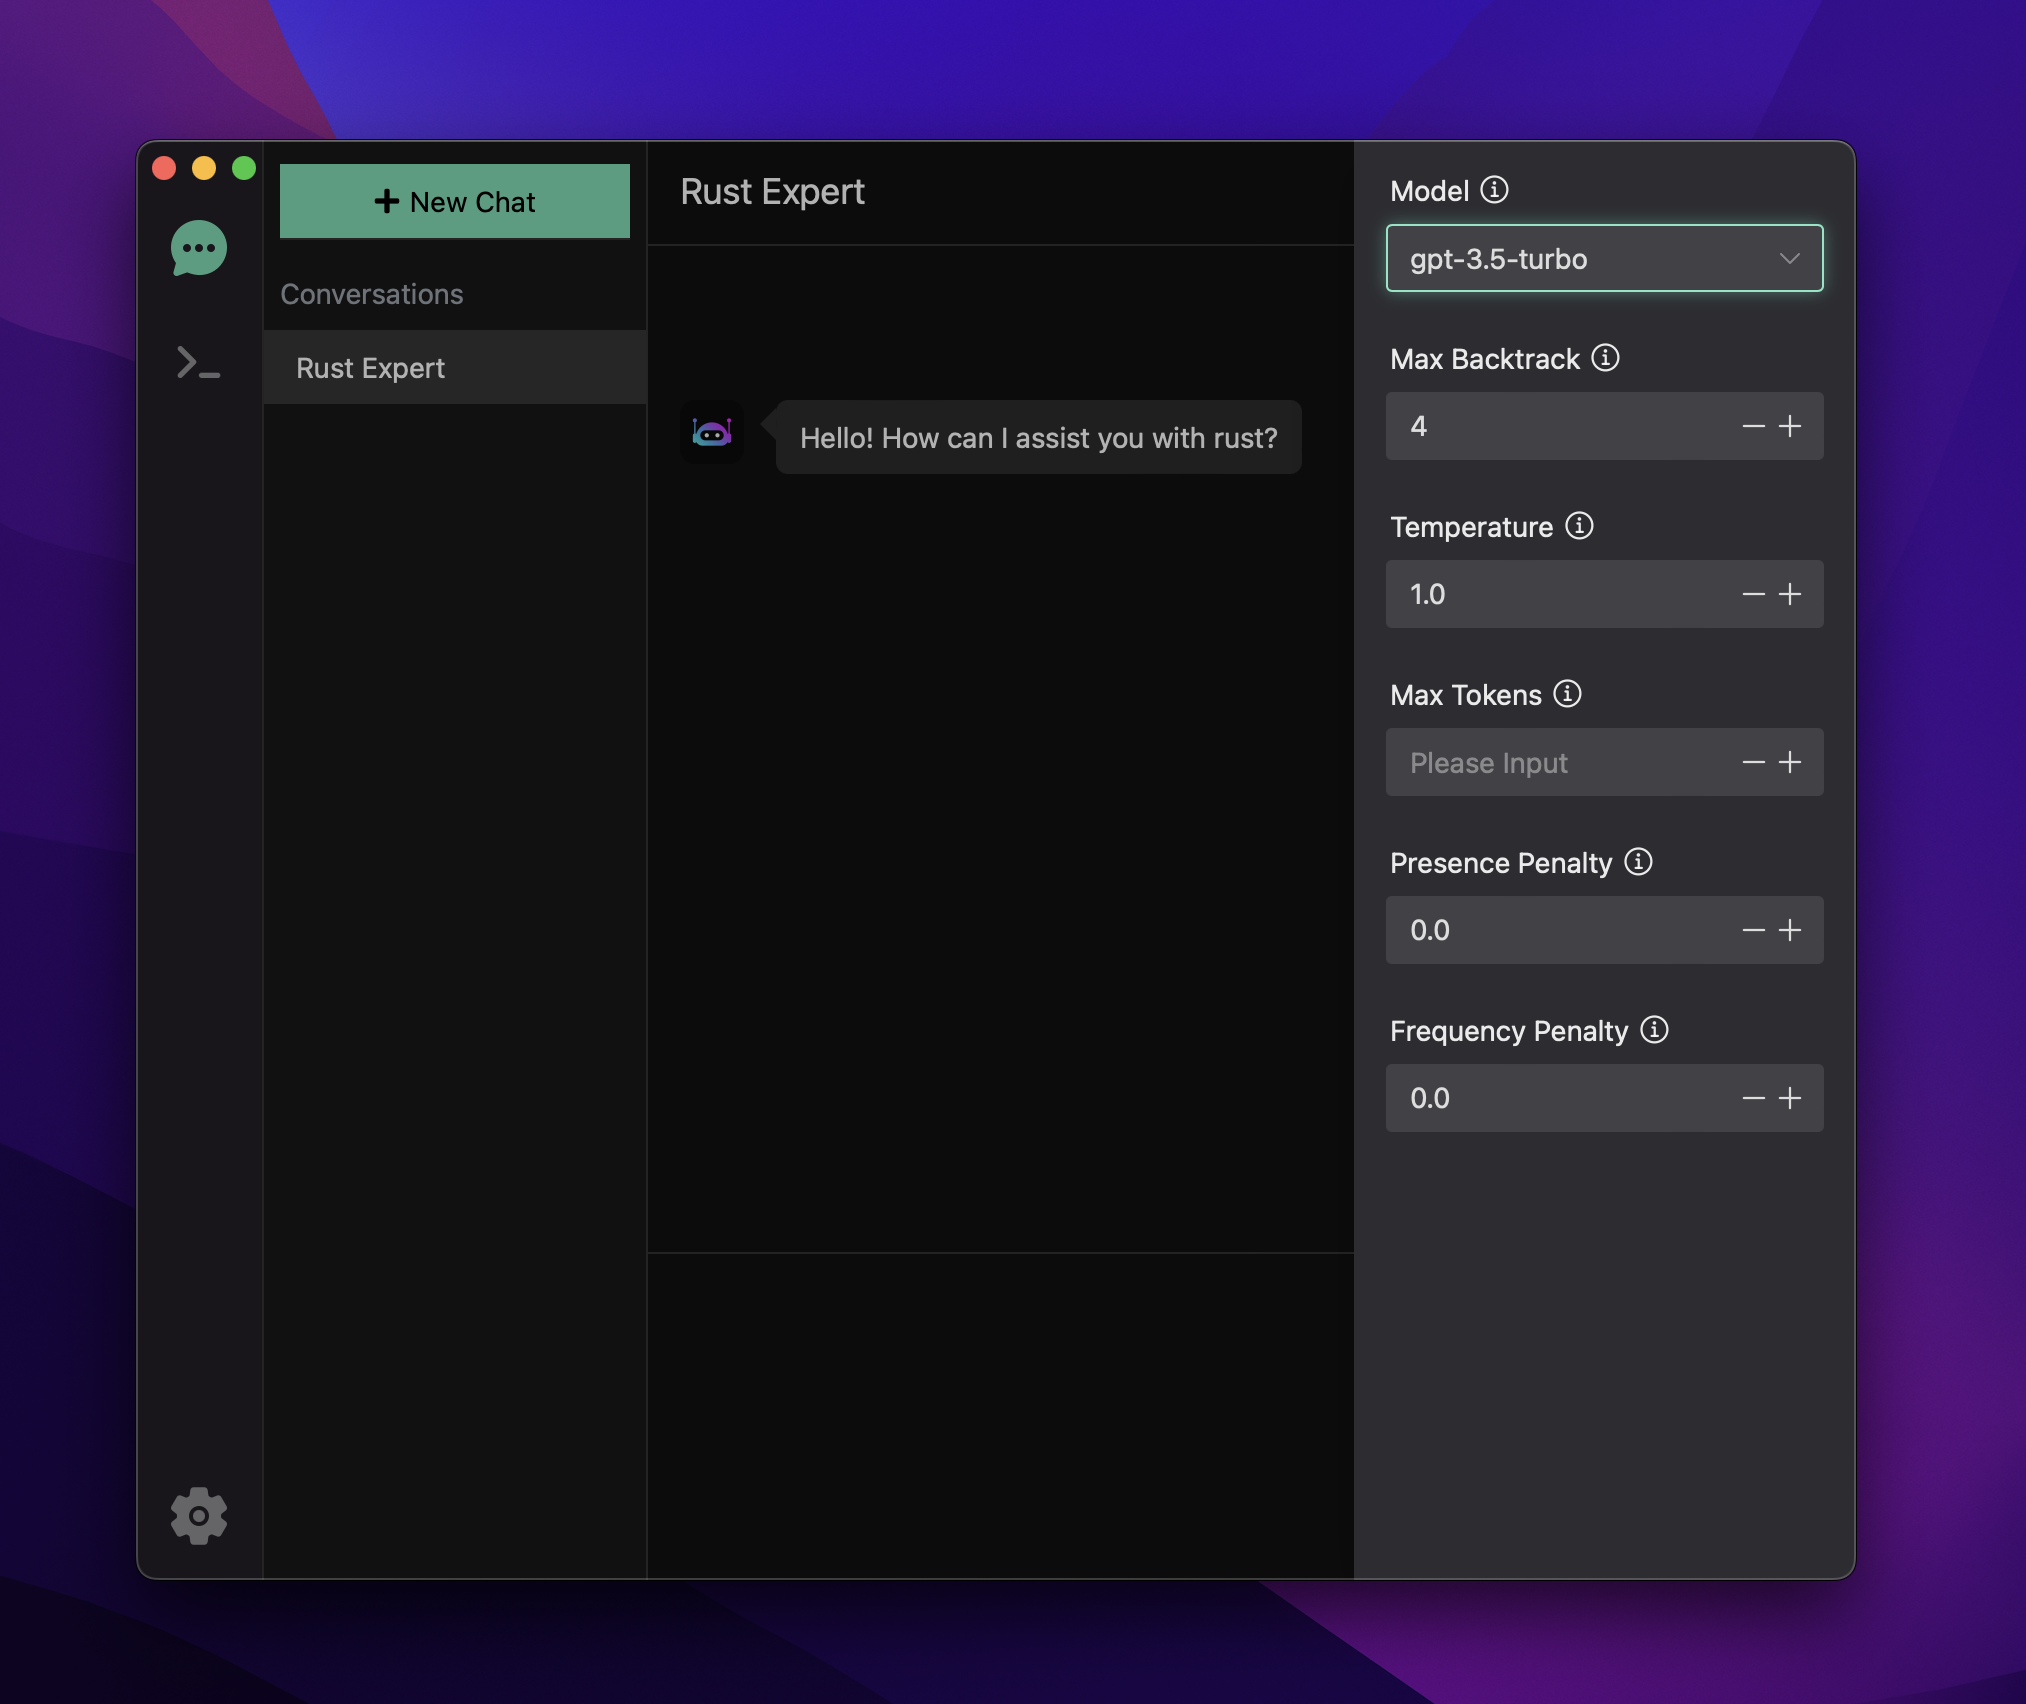 New Chat
Conversations
Rust Expert
Rust Expert
Hello! How can I assist you with rust?
Model
gpt-3.5-turbo
Max Backtrack
4
Temperature
1.0
Max Tokens
Please Input
Presence Penalty
0.0
Frequency Penalty
0.0